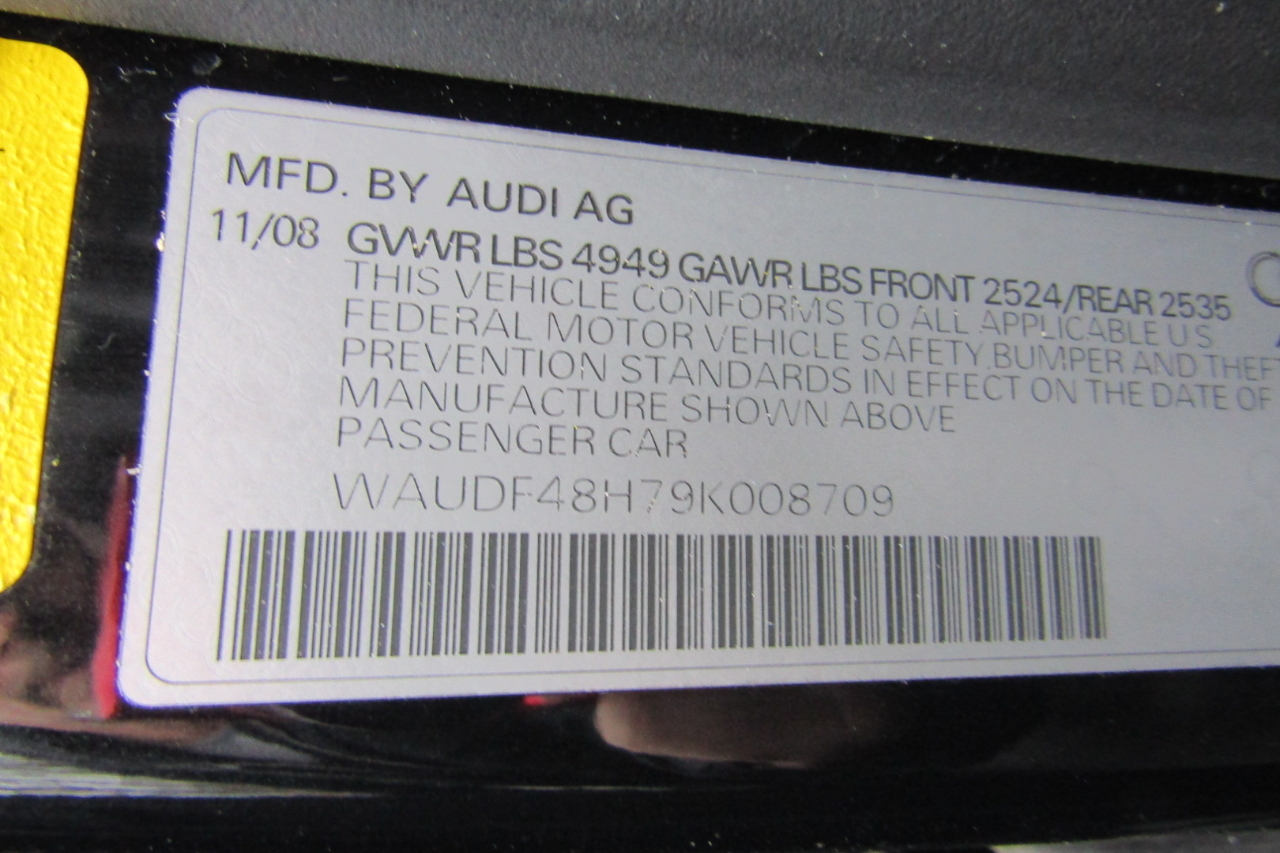 MFD. BY AUDI AG
11/08 GVWR LBS 4949 GAWR LBS FRONT 2524/REAR 2535
THIS VEHICLE CONFORMS TO ALL APPLICABLE U S
FEDERAL MOTOR VEHICLE SAFETY,BUMPER AND THEFT
PREVENTION STANDARDS IN EFFECT ON THE DATE OF
MANUFACTURE SHOWN ABOVE
PASSENGER CAR
WAUDF48H79K008709